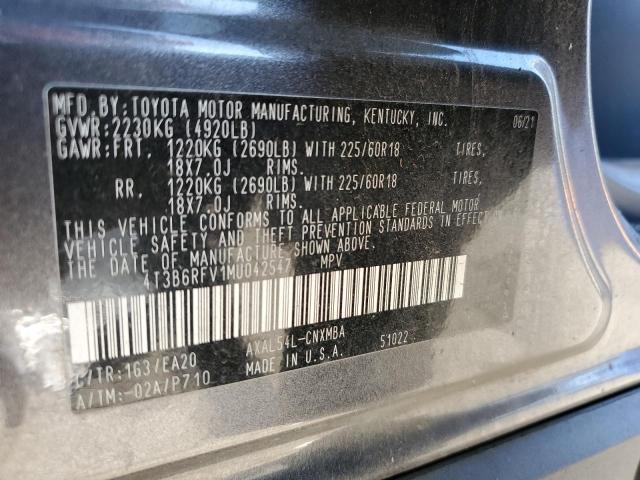 MFD.BY:TOYOTA MOTOR MANUFACTURING, KENTUCKY, INC. 06/21
GVWR:2230KG (4920LB)
GAWR:FRT, 1220KG (2690LB) WITH 225/60R18 TIRES,
18X7.0J RIMS.
RR, 1220KG (2690LB) WITH 225/60R18 TIRES,
18X7.0J RIMS.
THIS VEHICLE CONFORMS TO ALL APPLICABLE FEDERAL MOTOR
VEHICLE SAFETY AND THEFT PREVENTION STANDARDS IN EFFECT ON
THE DATE OF MANUFACTURE SHOWN ABOVE.
4T3B6RFV1MU042547 MPV
AXAL54L-CNXMBA 51022
C/TR:1G3/EA20 MADE IN U.S.A.
A/TM:-02A/P710